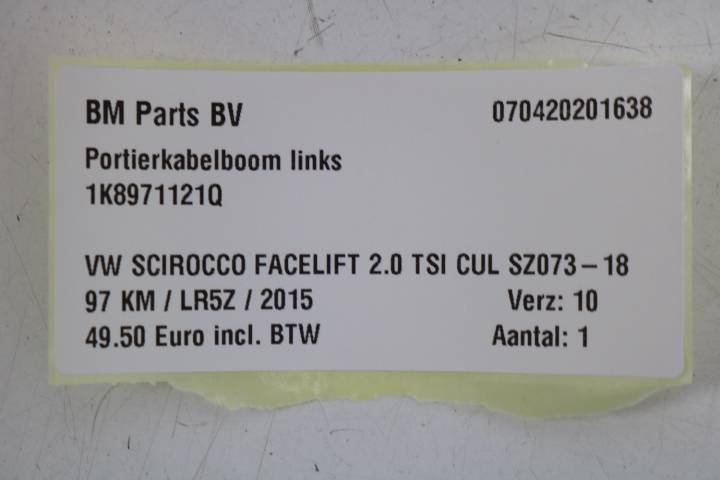 BM Parts BV 070420201638
Portierkabelboom links
1K8971121Q
VW SCIROCCO FACELIFT 2.0 TSI CUL SZ073-18
97 KM / LR5Z / 2015 Verz: 10
49.50 Euro incl. BTW Aantal: 1